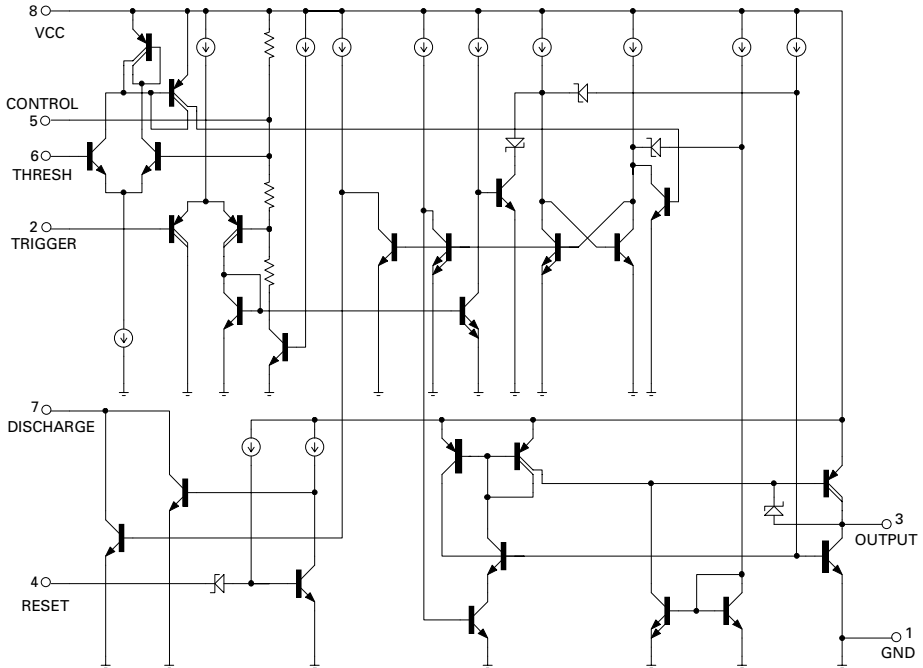 8
VCC
CONTROL
5
6
THRESH
2
TRIGGER
7
DISCHARGE
3
OUTPUT
4
RESET
1
GND